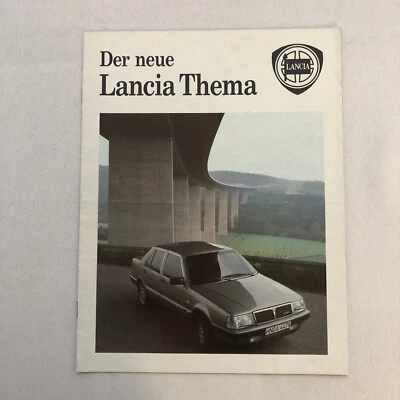 Der neue
Lancia Thema
LANCIA